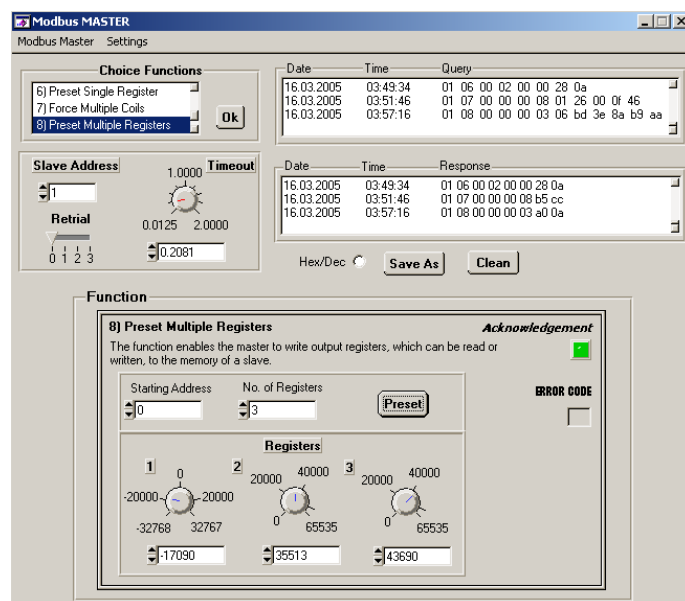 Modbus MASTER
Modbus Master Settings
Choice Functions
6) Preset Single Register
7) Force Multiple Coils
8) Preset Multiple Registers
Ok
Date Time Query
16.03.2005 03:49:34 01 06 00 02 00 00 28 0a
16.03.2005 03:51:46 01 07 00 00 00 08 01 26 00 0f 46
16.03.2005 03:57:16 01 08 00 00 00 03 06 bd 3e 8a b9 aa
Slave Address
1
Retrial
0 1 2 3
Timeout
1.0000
0.0125 2.0000
0.2081
Date Time Response
16.03.2005 03:49:34 01 06 00 02 00 00 28 0a
16.03.2005 03:51:46 01 07 00 00 00 08 b5 cc
16.03.2005 03:57:16 01 08 00 00 00 03 a0 0a
Hex/Dec Save As Clean
Function
8) Preset Multiple Registers
Acknowledgement
The function enables the master to write output registers, which can be read or
written, to the memory of a slave.
Starting Address No. of Registers
0 3
Preset
ERROR CODE
Registers
1 0 2 20000 40000 3 20000 40000
-20000 20000
-32768 32767 0 65535 0 65535
-17090 35513 43690